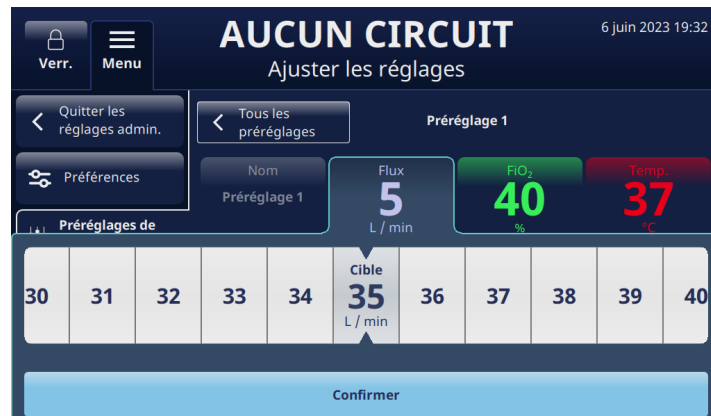 AUCUN CIRCUIT
6 juin 2023 19:32
Verr.
Menu
Ajuster les réglages
Quitter les
réglages admin.
Tous les
préréglages
Préréglage 1
Préférences
Nom
Préréglage 1
Flux
5
L / min
FiO₂
40
%
Temp.
37
°C
Préréglages de
30 31 32 33 34 Cible 35 L / min 36 37 38 39 40
Confirmer